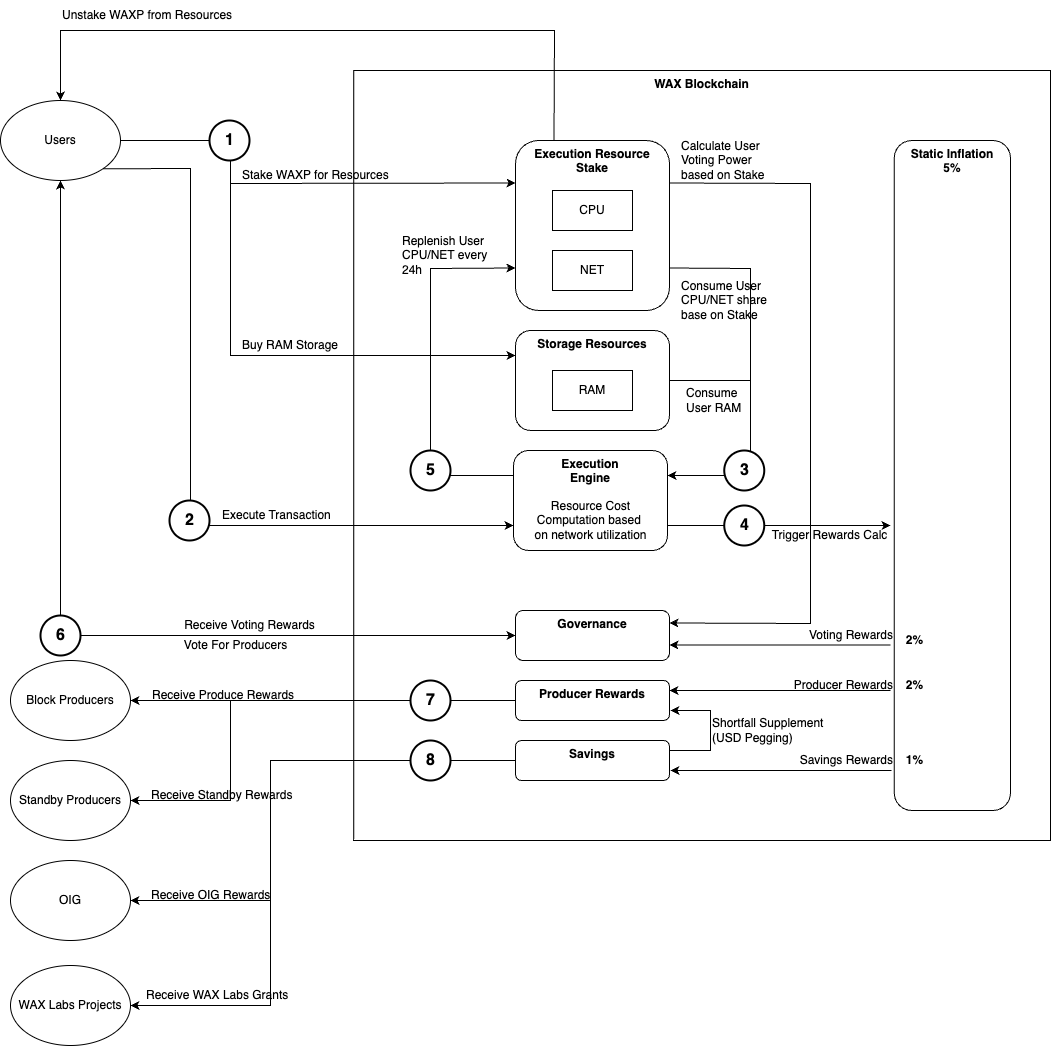 Unstake WAXP from Resources
WAX Blockchain
Users
1
Execution Resource
Stake
CPU
NET
Calculate User
Voting Power
based on Stake
Static Inflation
5%
Stake WAXP for Resources
Replenish User
CPU/NET every
24h
Consume User
CPU/NET share
base on Stake
Buy RAM Storage
Storage Resources
RAM
Consume
User RAM
5
Execution
Engine
Resource Cost
Computation based
on network utilization
3
2
Execute Transaction
4
Trigger Rewards Calc
6
Receive Voting Rewards
Vote For Producers
Governance
Voting Rewards
2%
Block Producers
Receive Produce Rewards
7
Producer Rewards
Producer Rewards
2%
Shortfall Supplement
(USD Pegging)
8
Savings
Savings Rewards
1%
Standby Producers
Receive Standby Rewards
OIG
Receive OIG Rewards
WAX Labs Projects
Receive WAX Labs Grants